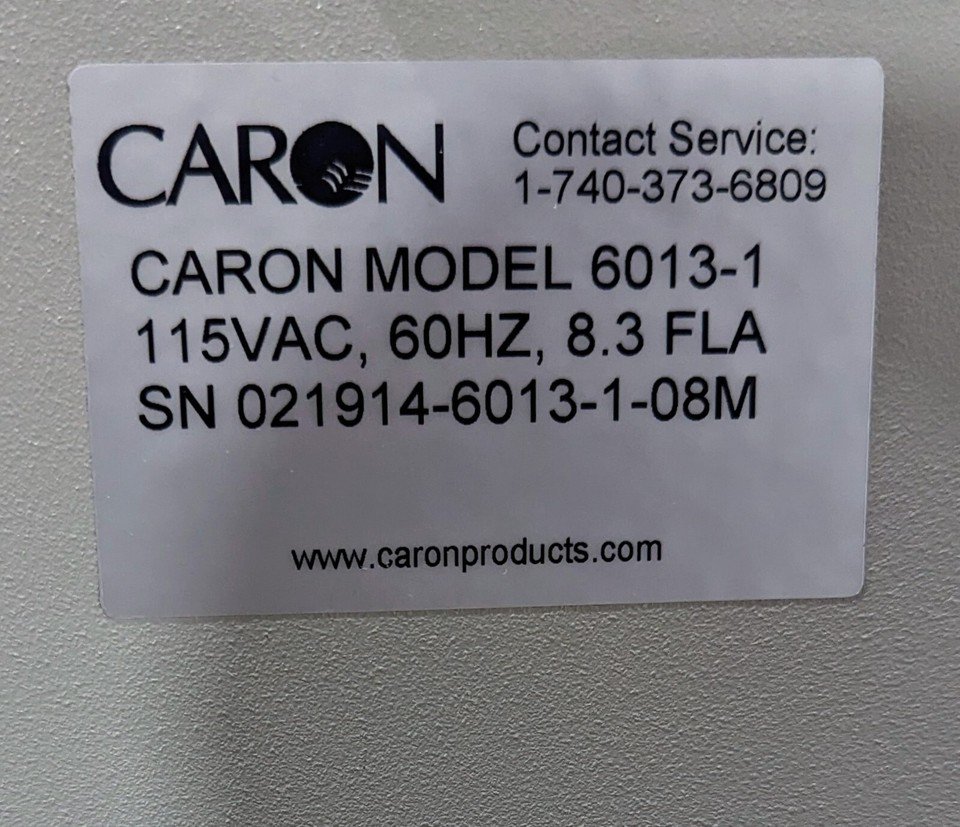 CARON
Contact Service:
1-740-373-6809
CARON MODEL 6013-1
115VAC, 60HZ, 8.3 FLA
SN 021914-6013-1-08M
www.caronproducts.com